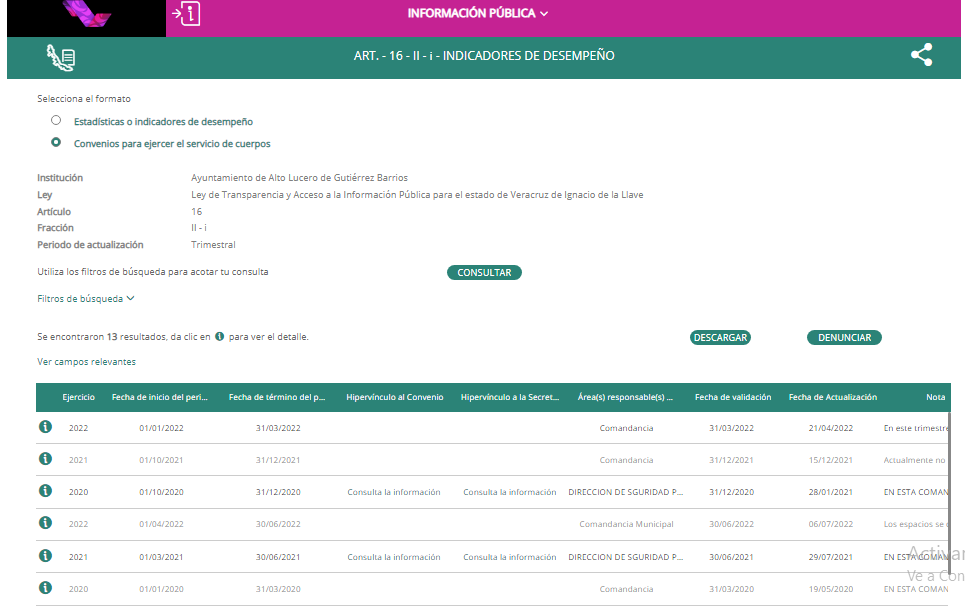 INFORMACIÓN PÚBLICA
ART. - 16 - II - i - INDICADORES DE DESEMPEÑO
Selecciona el formato
Estadísticas o indicadores de desempeño
Convenios para ejercer el servicio de cuerpos
Institución Ayuntamiento de Alto Lucero de Gutiérrez Barrios
Ley Ley de Transparencia y Acceso a la Información Pública para el estado de Veracruz de Ignacio de la Llave
Artículo 16
Fracción II - i
Periodo de actualización Trimestral
Utiliza los filtros de búsqueda para acotar tu consulta CONSULTAR
Filtros de búsqueda
Se encontraron 13 resultados, da clic en i para ver el detalle. DESCARGAR DENUNCIAR
Ver campos relevantes
Ejercicio Fecha de inicio del peri... Fecha de término del p... Hipervínculo al Convenio Hipervínculo a la Secret... Área(s) responsable(s) ... Fecha de validación Fecha de Actualización Nota
2022 01/01/2022 31/03/2022 Comandancia 31/03/2022 21/04/2022 En este trimestre
2021 01/10/2021 31/12/2021 Comandancia 31/12/2021 15/12/2021 Actualmente no
2020 01/10/2020 31/12/2020 Consulta la información Consulta la información DIRECCION DE SGURIDAD P... 31/12/2020 28/01/2021 EN ESTA COMAN
2022 01/04/2022 30/06/2022 Comandancia Municipal 30/06/2022 06/07/2022 Los espacios se
2021 01/03/2021 30/06/2021 Consulta la información Consulta la información DIRECCION DE SGURIDAD P... 30/06/2021 29/07/2021 EN ESTA COMAN
2020 01/01/2020 31/03/2020 Comandancia 31/03/2020 19/05/2020 EN ESTA COMAN
Activar
Ve a Con